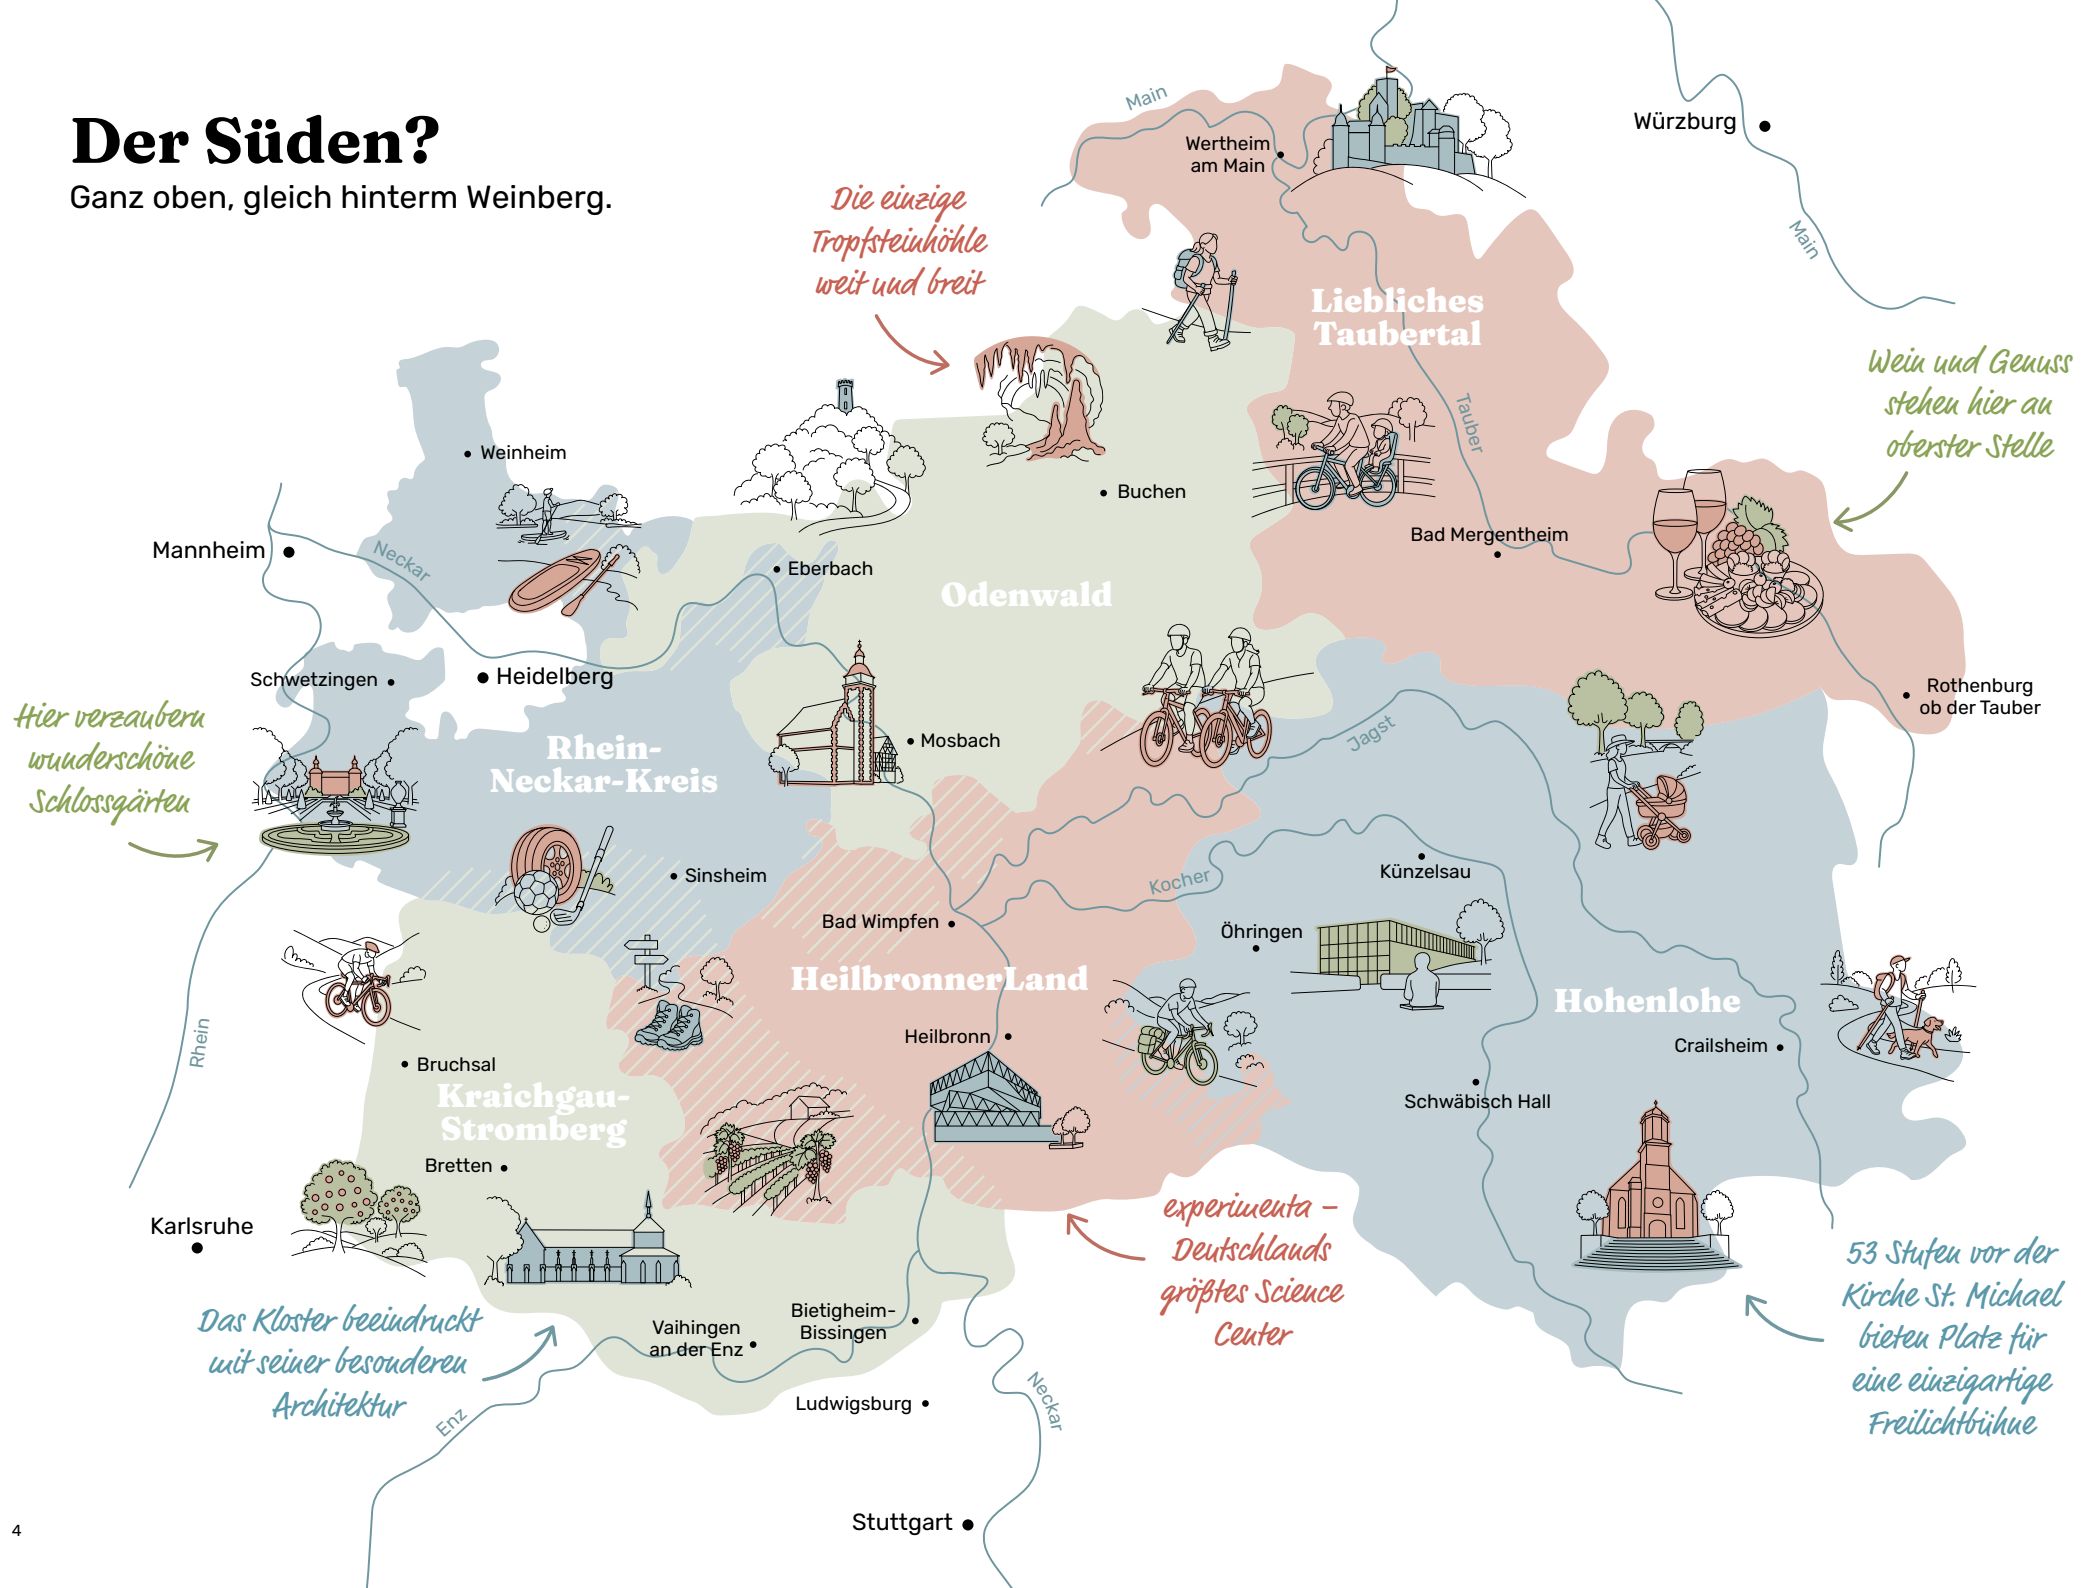 Der Süden?
Ganz oben, gleich hinterm Weinberg.
Main
Wertheim
am Main
Würzburg
Main
Die einzige
Tropfsteinhöhle
weit und breit
Liebliches
Taubertal
Tauber
Wein und Genuss
stehen hier an
oberster Stelle
Weinheim
Buchen
Bad Mergentheim
Mannheim
Neckar
Eberbach
Odenwald
Schwetzingen
Heidelberg
Rothenburg
ob der Tauber
Hier verzaubern
wunderschöne
Schlossgärten
Rhein-
Neckar-Kreis
Mosbach
Jagst
Sinsheim
Kocher
Künzelsau
Bad Wimpfen
Öhringen
HeilbronnerLand
Hohenlohe
Rhein
Heilbronn
Crailsheim
Bruchsal
Kraichgau-
Stromberg
Schwäbisch Hall
Bretten
Karlsruhe
experimenta –
Deutschlands
größtes Science
Center
53 Stufen vor der
Kirche St. Michael
bieten Platz für
eine einzigartige
Freilichtbühne
Das Kloster beeindruckt
mit seiner besonderen
Architektur
Vaihingen
an der Enz
Bietigheim-
Bissingen
Enz
Ludwigsburg
Neckar
Stuttgart
4